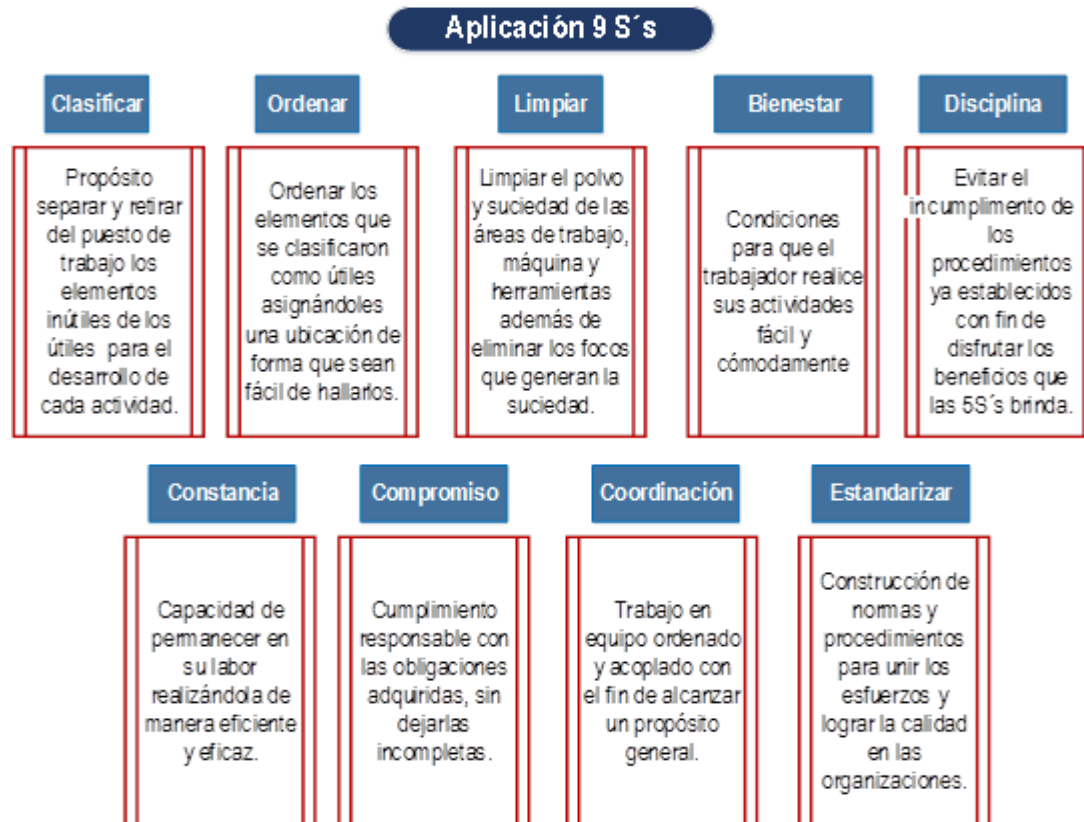 Aplicación 9 S´s
Clasificar
Propósito
separar y retirar
del puesto de
trabajo los
elementos
inútiles de los
útiles para el
desarrollo de
cada actividad.
Ordenar
Ordenar los
elementos que
se clasificaron
como útiles
asignándoles
una ubicación de
forma que sean
fácil de hallarlos.
Limpiar
Limpiar el polvo
y suciedad de las
áreas de trabajo,
máquina y
herramientas
además de
eliminar los focos
que generan la
suciedad.
Bienestar
Condiciones
para que el
trabajador realice
sus actividades
fácil y
cómodamente
Disciplina
Evitar el
incumplimento de
los
procedimientos
ya establecidos
con fin de
disfrutar los
beneficios que
las 5S´s brinda.
Constancia
Capacidad de
permanecer en
su labor
realizándola de
manera eficiente
y eficaz.
Compromiso
Cumplimiento
responsable con
las obligaciones
adquiridas, sin
dejarlas
incompletas.
Coordinación
Trabajo en
equipo ordenado
y acoplado con
el fin de alcanzar
un propósito
general.
Estandarizar
Construcción de
normas y
procedimientos
para unir los
esfuerzos y
lograr la calidad
en las
organizaciones.